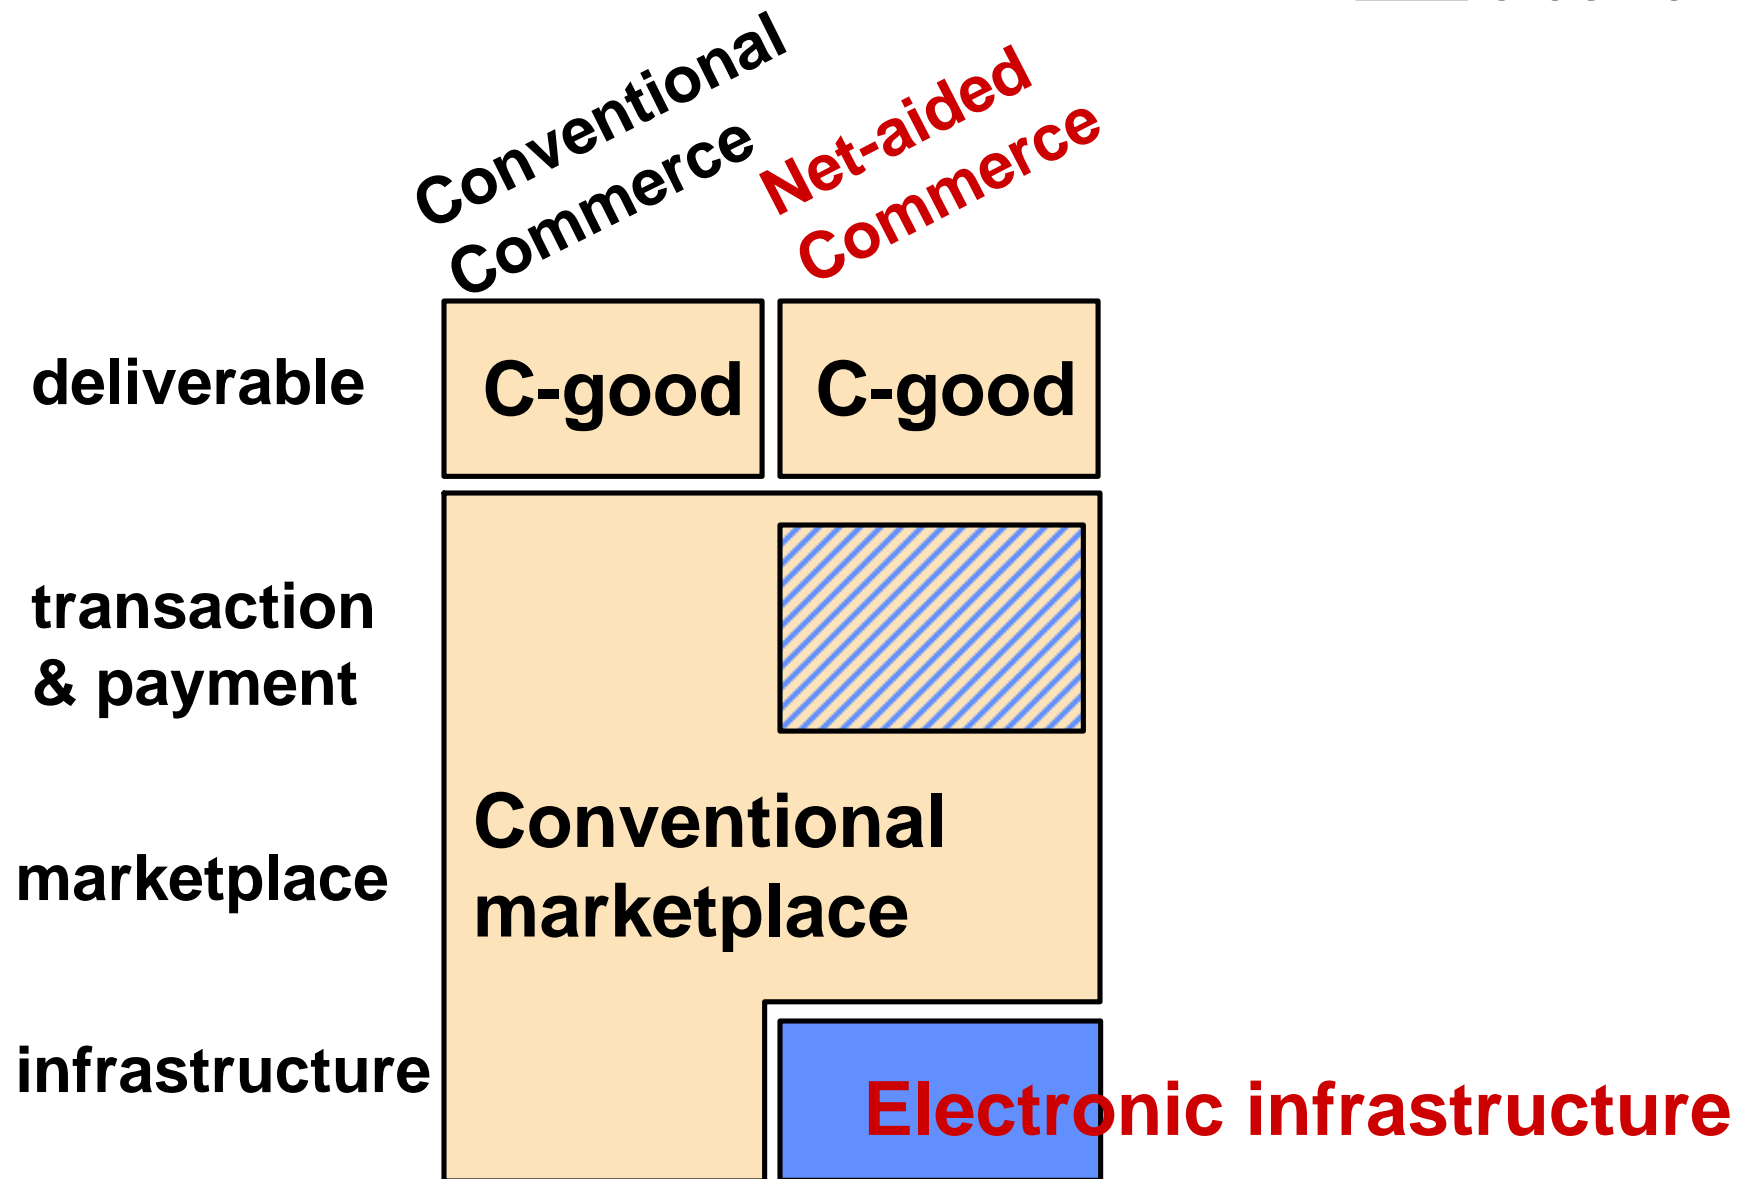 Conventional
Commerce
Net-aided
Commerce
deliverable
C-good
C-good
transaction
& payment
Conventional
marketplace
marketplace
infrastructure
Electronic infrastructure